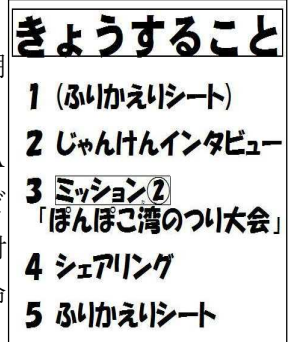 きょうすること
1 (ふりかえりシート)
2 じゃんけんインタビュー
3 ミッション②
「ぽんぽこ湾のつり大会」
4 シェアリング
5 ふりかえりシート